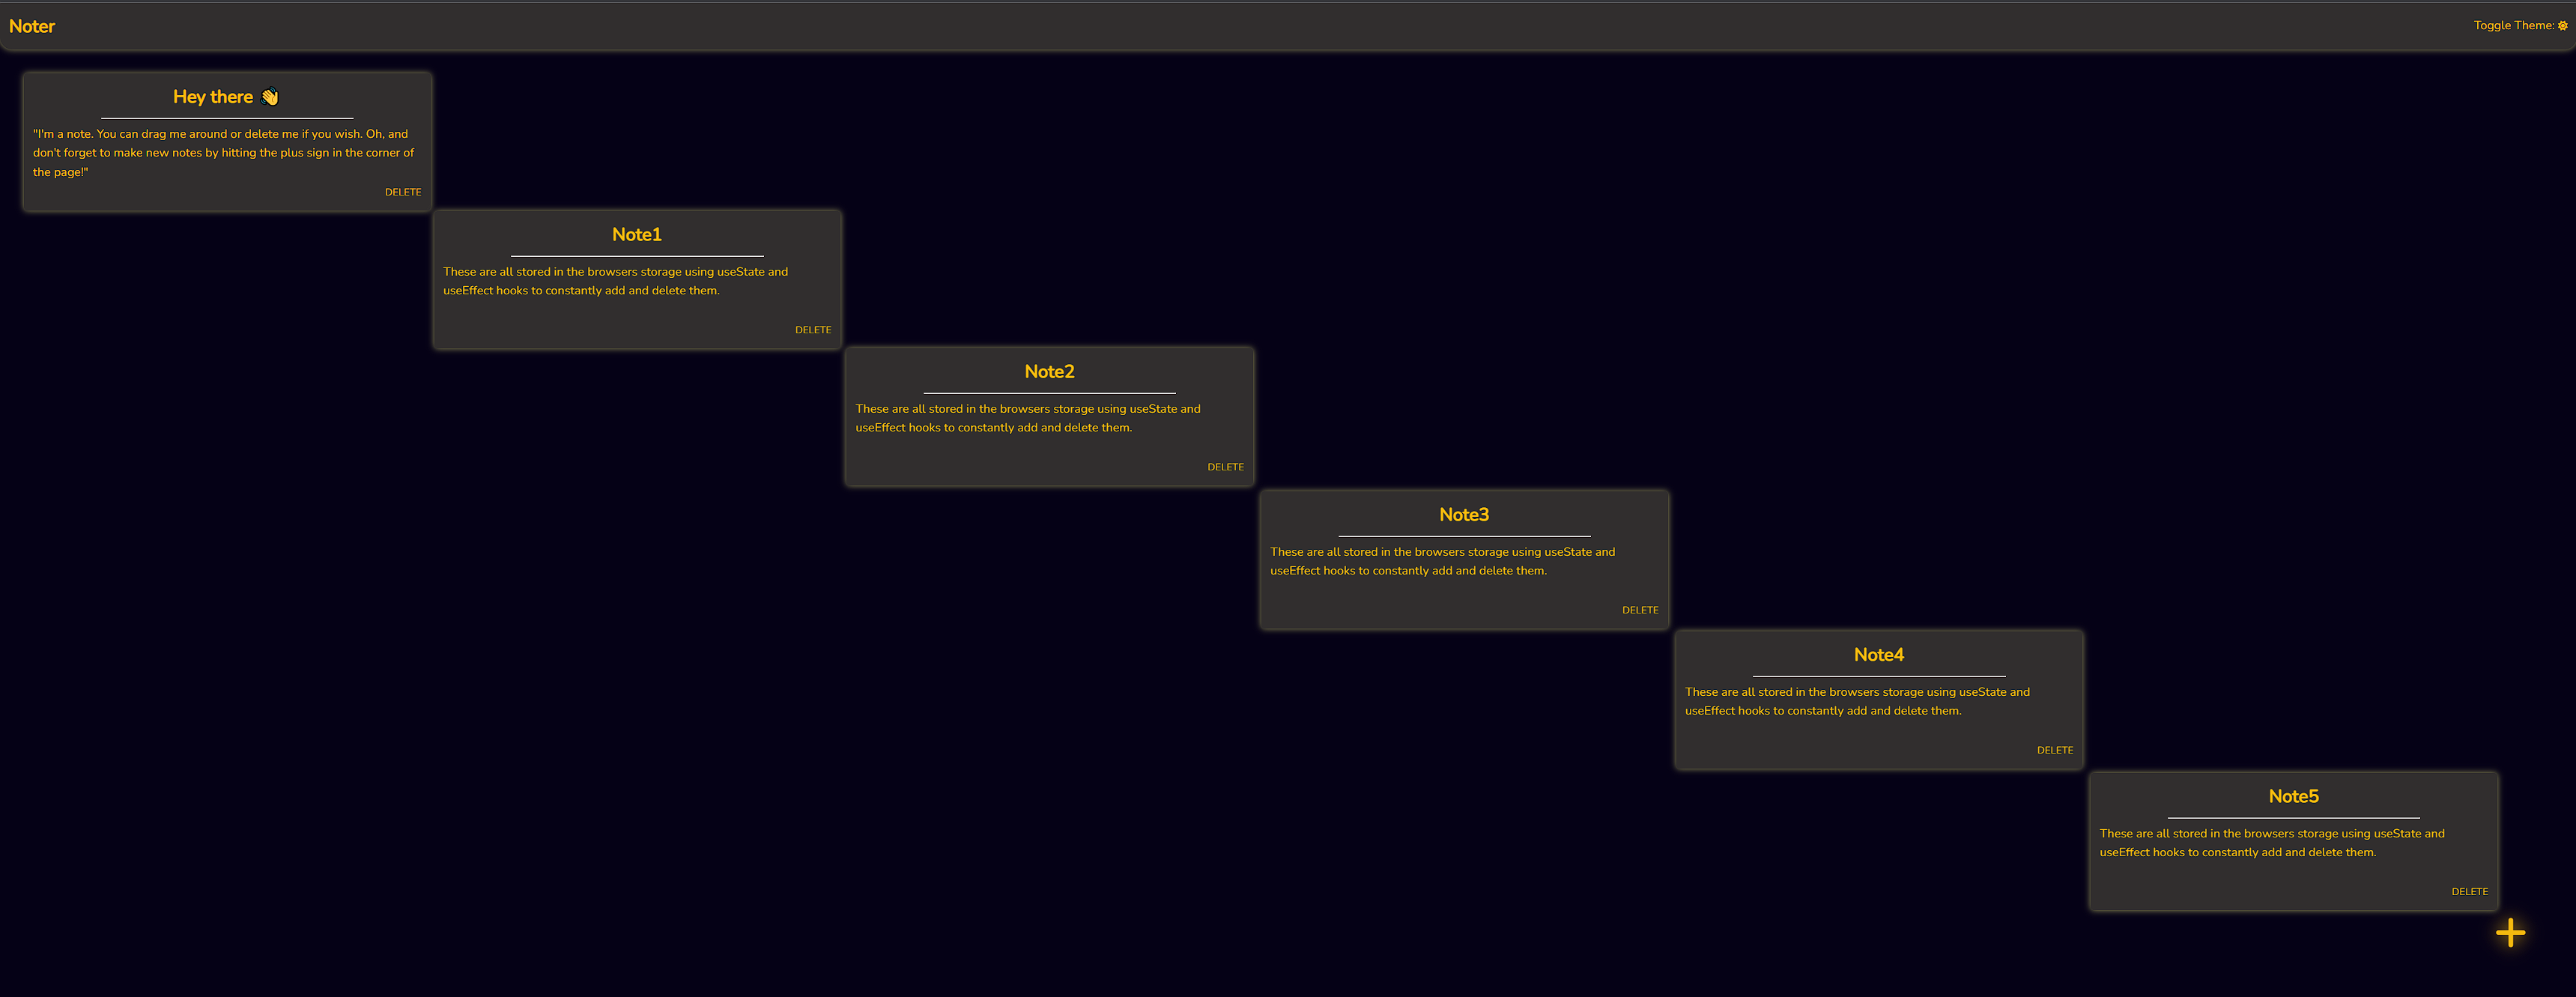 Noter
Toggle Theme:
Hey there 👋
"I'm a note. You can drag me around or delete me if you wish. Oh, and
don't forget to make new notes by hitting the plus sign in the corner of
the page!"
DELETE
Note1
These are all stored in the browsers storage using useState and
useEffect hooks to constantly add and delete them.
DELETE
Note2
These are all stored in the browsers storage using useState and
useEffect hooks to constantly add and delete them.
DELETE
Note3
These are all stored in the browsers storage using useState and
useEffect hooks to constantly add and delete them.
DELETE
Note4
These are all stored in the browsers storage using useState and
useEffect hooks to constantly add and delete them.
DELETE
Note5
These are all stored in the browsers storage using useState and
useEffect hooks to constantly add and delete them.
DELETE